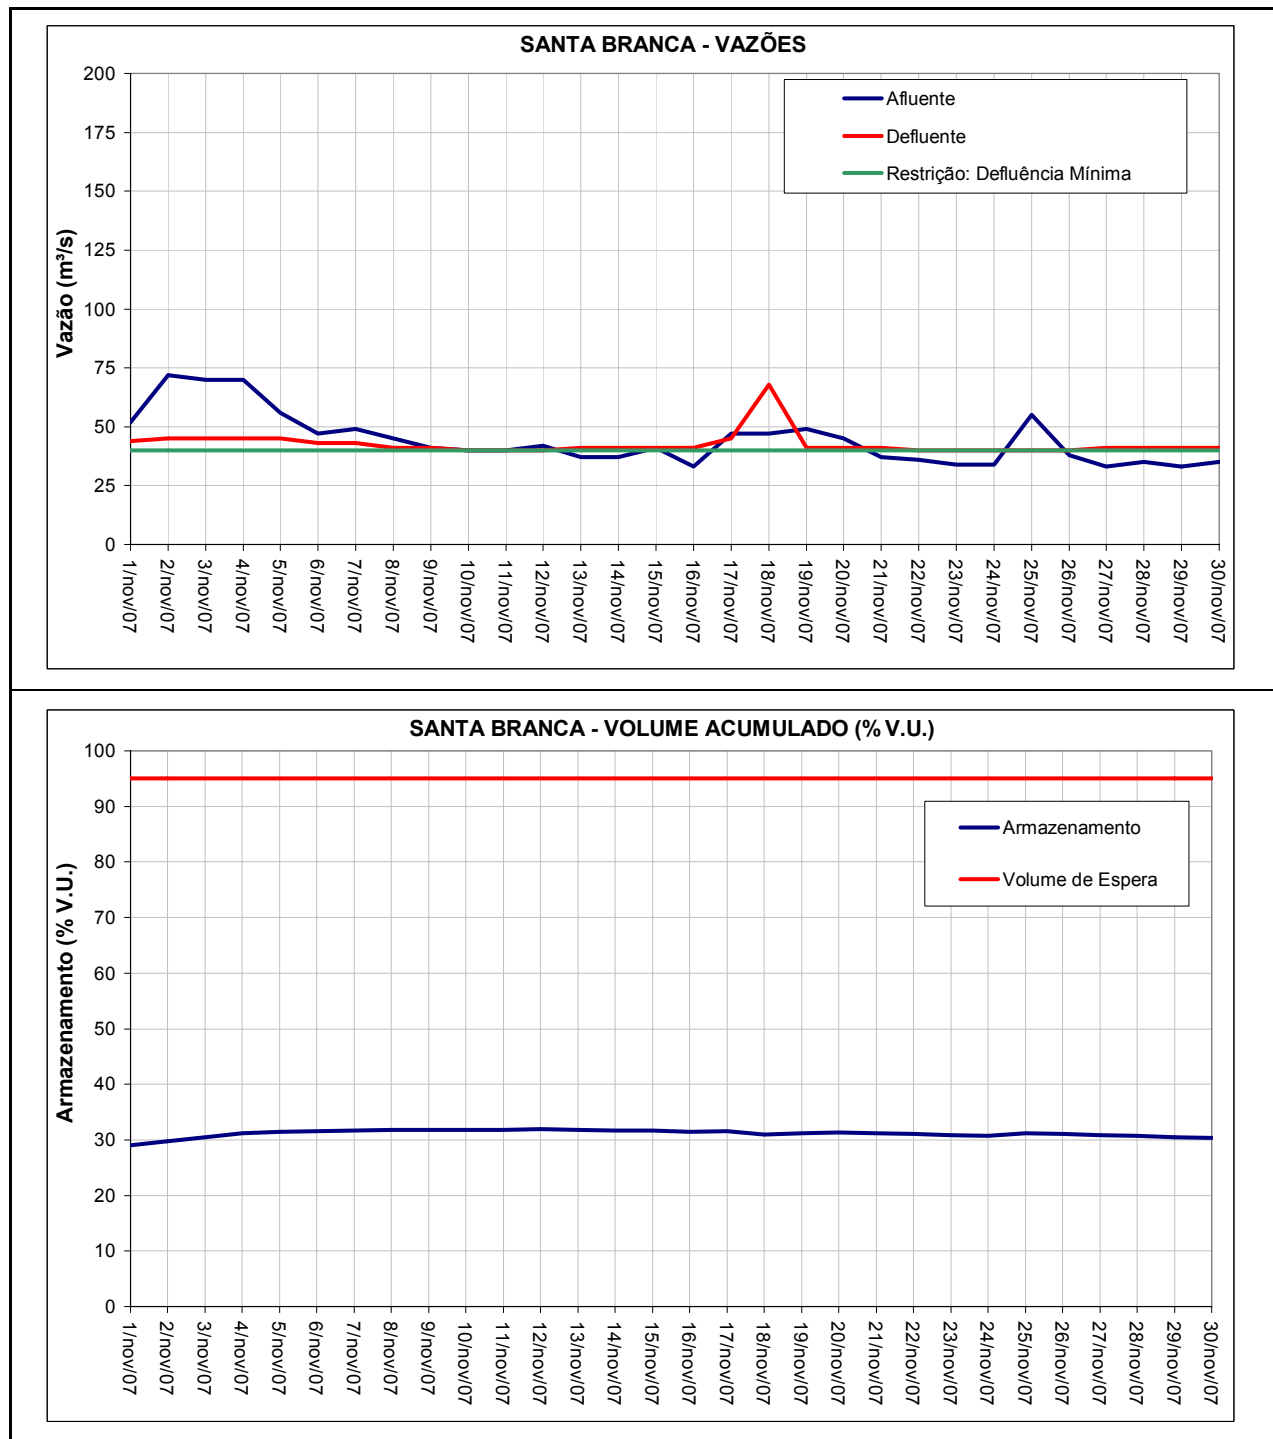 SANTA BRANCA - VAZÕES
Vazão (m³/s)
200
175
150
125
100
75
50
25
0
Afluente
Defluente
Restrição: Defluência Mínima
1/nov/07
2/nov/07
3/nov/07
4/nov/07
5/nov/07
6/nov/07
7/nov/07
8/nov/07
9/nov/07
10/nov/07
11/nov/07
12/nov/07
13/nov/07
14/nov/07
15/nov/07
16/nov/07
17/nov/07
18/nov/07
19/nov/07
20/nov/07
21/nov/07
22/nov/07
23/nov/07
24/nov/07
25/nov/07
26/nov/07
27/nov/07
28/nov/07
29/nov/07
30/nov/07
SANTA BRANCA - VOLUME ACUMULADO (% V.U.)
Armazenamento (% V.U.)
100
90
80
70
60
50
40
30
20
10
0
Armazenamento
Volume de Espera
1/nov/07
2/nov/07
3/nov/07
4/nov/07
5/nov/07
6/nov/07
7/nov/07
8/nov/07
9/nov/07
10/nov/07
11/nov/07
12/nov/07
13/nov/07
14/nov/07
15/nov/07
16/nov/07
17/nov/07
18/nov/07
19/nov/07
20/nov/07
21/nov/07
22/nov/07
23/nov/07
24/nov/07
25/nov/07
26/nov/07
27/nov/07
28/nov/07
29/nov/07
30/nov/07